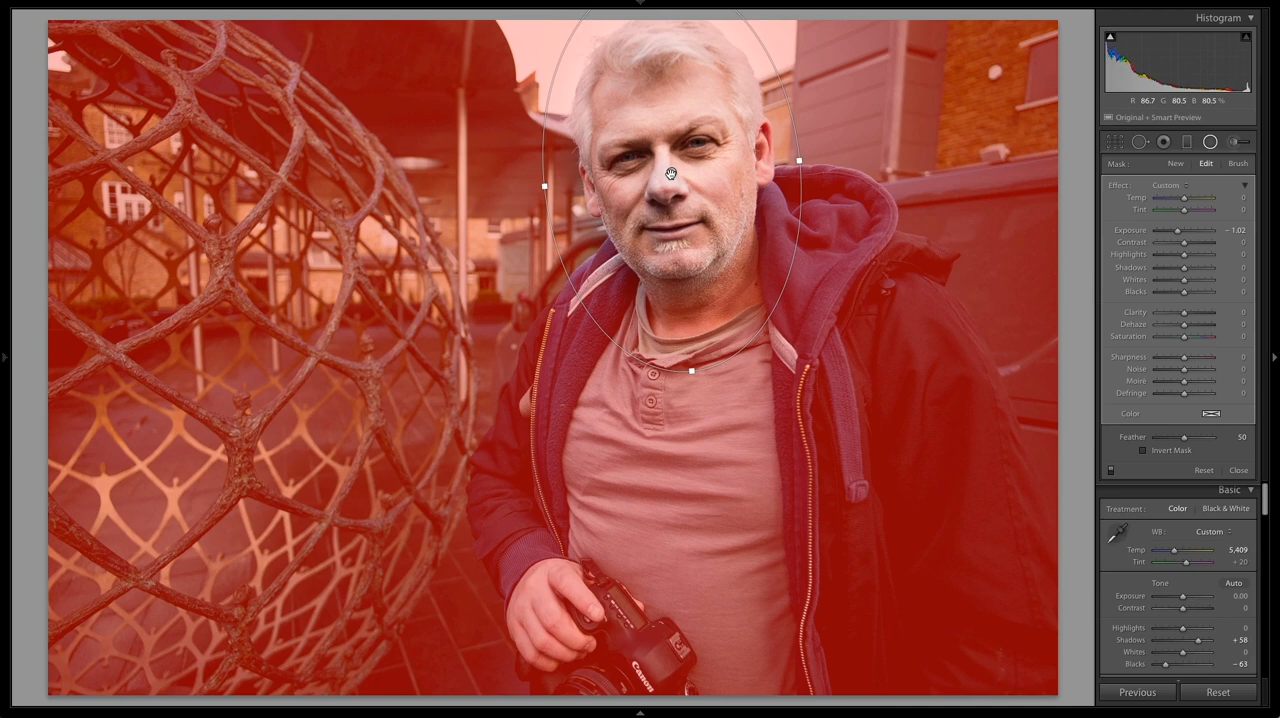 Histogram
R 86.7 G 80.5 B 80.5 %
Original + Smart Preview
Mask : New Edit Brush
Effect : Custom
Temp 0
Tint 0
Exposure − 1.02
Contrast 0
Highlights 0
Shadows 0
Whites 0
Blacks 0
Clarity 0
Dehaze 0
Saturation 0
Sharpness 0
Noise 0
Moiré 0
Defringe 0
Color
Feather 50
Invert Mask
Reset Close
Basic
Treatment : Color Black & White
WB : Custom
Temp 5,409
Tint + 20
Tone Auto
Exposure 0.00
Contrast 0
Highlights 0
Shadows + 58
Whites 0
Blacks − 63
Previous Reset
Canon